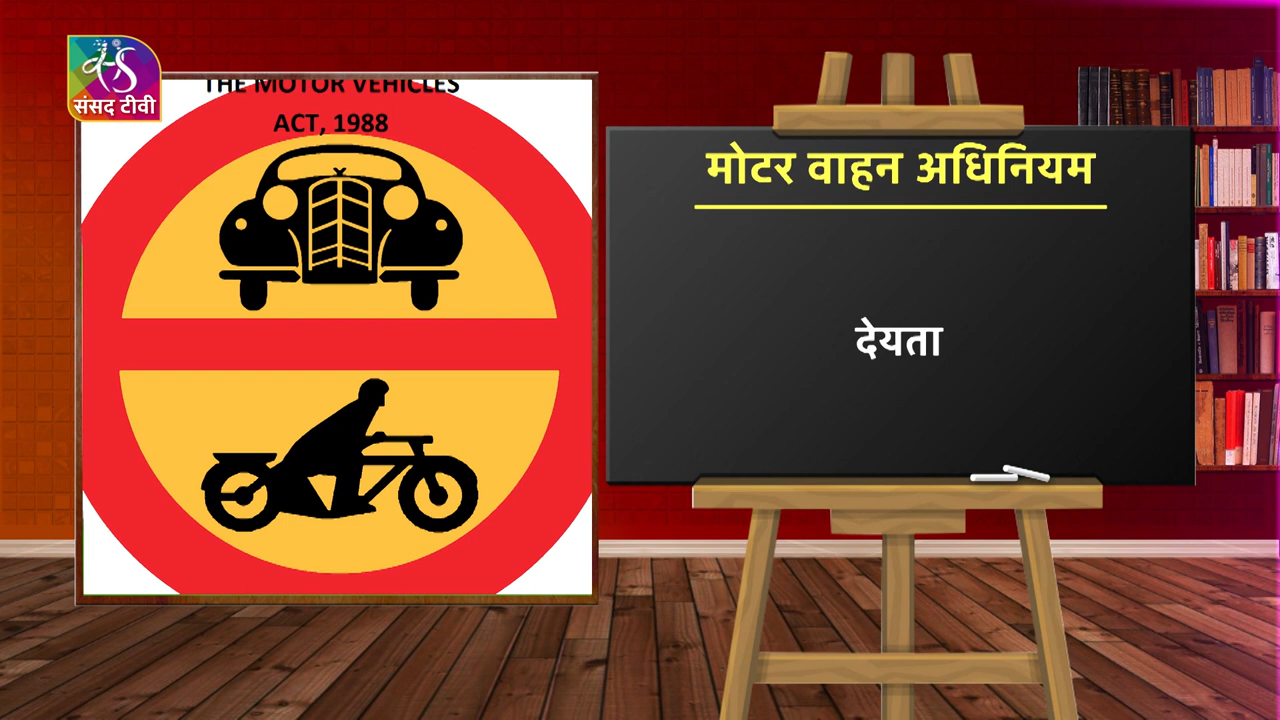 संसद टीवी
THE MOTOR VEHICLES
ACT, 1988
मोटर वाहन अधिनियम
देयता